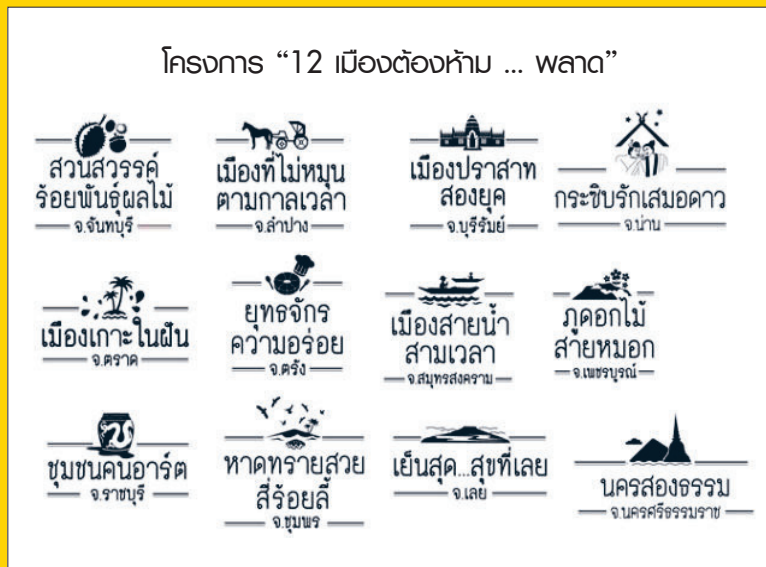 โครงการ “12 เมืองต้องห้าม ... พลาด”
สวนสวรรค์
ร้อยพันธุ์ผลไม้
จ.จันทบุรี
เมืองที่ไม่หมุน
ตามกาลเวลา
จ.ลำปาง
เมืองปราสาท
สองยุค
จ.บุรีรัมย์
กระซิบรักเสมอดาว
จ.น่าน
เมืองเกาะในฝัน
จ.ตราด
ยุทธจักร
ความอร่อย
จ.ตรัง
เมืองสายน้ำ
สามเวลา
จ.สมุทรสงคราม
ภูดอกไม้
สายหมอก
จ.เพชรบูรณ์
ชุมชนคนอาร์ต
จ.ราชบุรี
หาดทรายสวย
สี่ร้อยลี้
จ.ชุมพร
เย็นสุด...สุขที่เลย
จ.เลย
นครสองธรรม
จ.นครศรีธรรมราช